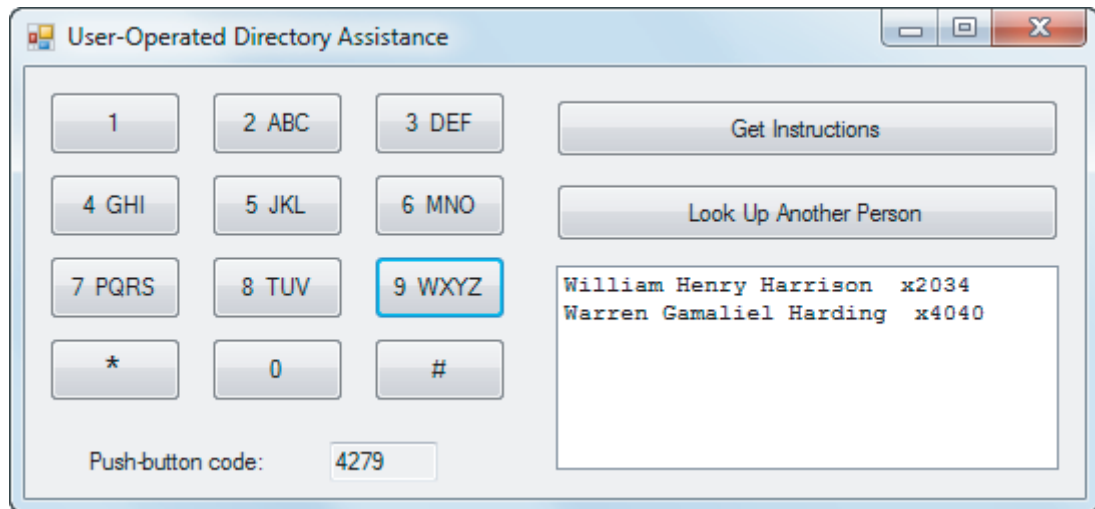 User-Operated Directory Assistance
1 2 ABC 3 DEF
Get Instructions
4 GHI 5 JKL 6 MNO
Look Up Another Person
7 PQRS 8 TUV 9 WXYZ
William Henry Harrison x2034
Warren Gamaliel Harding x4040
* 0 #
Push-button code: 4279